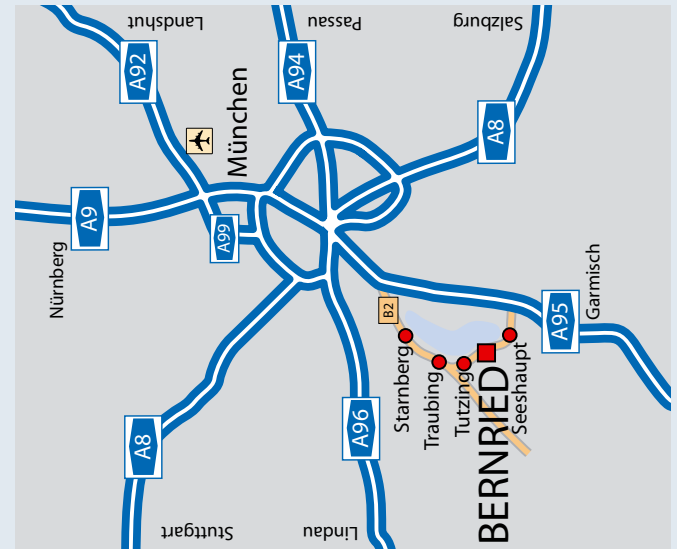 Landshut
Passau
Salzburg
A92
A94
A8
München
A9
A99
Nürnberg
B2
Garmisch
A95
Starnberg
Traubing
Tutzing
BERNRIED
Seeshaupt
A8
A96
Stuttgart
Lindau